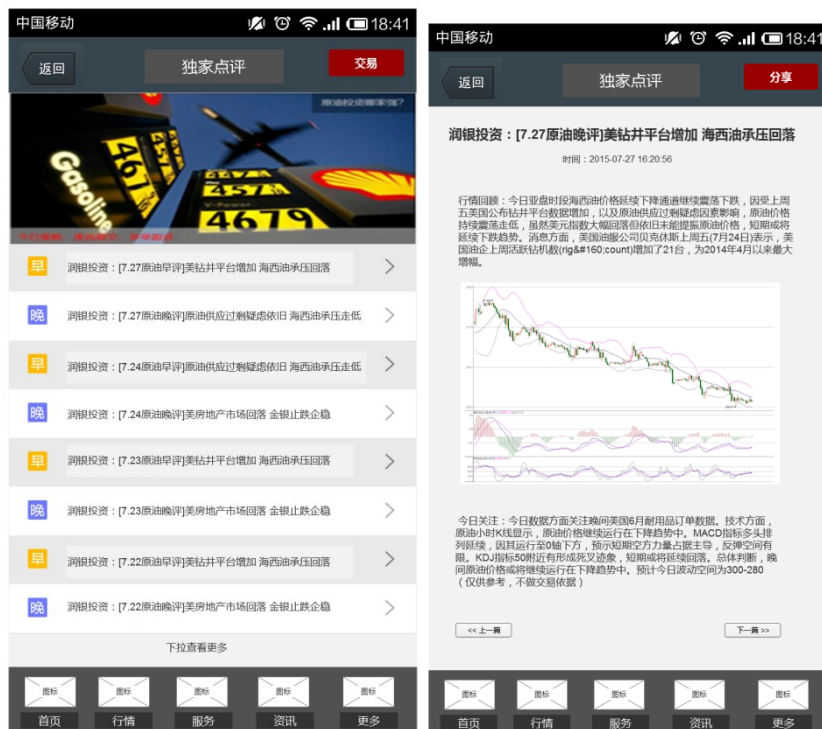 中国移动
18:41
返回
独家点评
交易
原油投资哪家强?
Gasoline
467
457
V-Power
4679
早
润银投资：[7.27原油早评]美钻井平台增加 海西油承压回落
晚
润银投资：[7.27原油晚评]原油供应过剩疑虑依旧 海西油承压走低
早
润银投资：[7.24原油早评]原油供应过剩疑虑依旧 海西油承压走低
晚
润银投资：[7.24原油晚评]美房地产市场回落 金银止跌企稳
早
润银投资：[7.23原油早评]美钻井平台增加 海西油承压回落
晚
润银投资：[7.23原油晚评]美房地产市场回落 金银止跌企稳
早
润银投资：[7.22原油早评]美钻井平台增加 海西油承压回落
晚
润银投资：[7.22原油晚评]美房地产市场回落 金银止跌企稳
下拉查看更多
图标 图标 图标 图标 图标
首页 行情 服务 资讯 更多
中国移动
18:41
返回
独家点评
分享
润银投资：[7.27原油晚评]美钻井平台增加 海西油承压回落
时间：2015-07-27 16:20:56
行情回顾：今日亚盘时段海西油价格延续下降通道继续震荡下跌，因受上周
五美国公布钻井平台数据增加，以及原油供应过剩疑虑因素影响，原油价格
持续震荡走低，虽然美元指数大幅回落但依旧未能提振原油价格，短期或将
延续下跌趋势。消息方面，美国油服公司贝克休斯上周五(7月24日)表示，美
国油企上周活跃钻机数(rig&#160;count)增加了21台，为2014年4月以来最大
增幅。
今日关注：今日数据方面关注晚间美国6月耐用品订单数据。技术方面，
原油小时K线显示，原油价格继续运行在下降趋势中。MACD指标多头排
列延续，因其运行至0轴下方，预示短期空方力量占据主导，反弹空间有
限。KDJ指标50附近有形成死叉迹象，短期或将延续回落。总体判断，晚
间原油价格或将继续运行在下降趋势中。预计今日波动空间为300-280
（仅供参考，不做交易依据）
<< 上一篇
下一篇 >>
图标 图标 图标 图标 图标
首页 行情 服务 资讯 更多